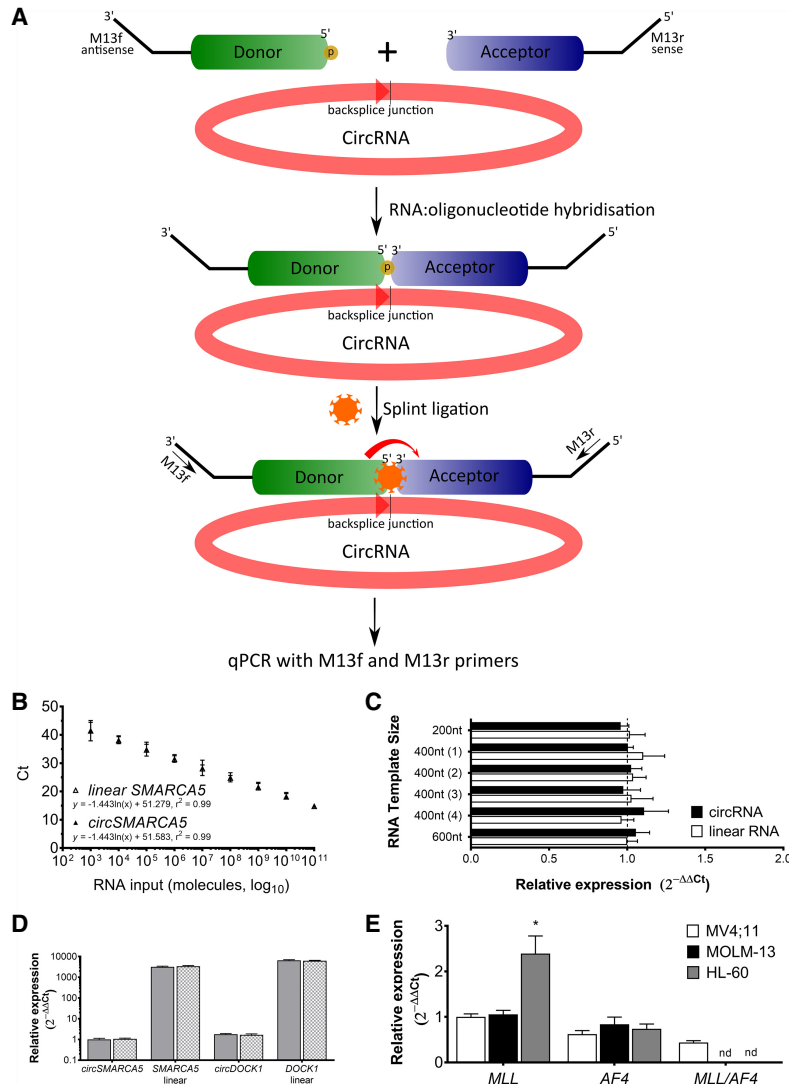 A
3'
M13f
antisense
Donor
5'
p
+
3'
Acceptor
5'
M13r
sense
backsplice junction
CircRNA
RNA:oligonucleotide hybridisation
3'
Donor
5' 3'
p
Acceptor
5'
backsplice junction
CircRNA
Splint ligation
3'
M13f
Donor
5' 3'
Acceptor
M13r
5'
backsplice junction
CircRNA
qPCR with M13f and M13r primers
B
50
40
30
20
10
0
Ct
linear SMARCA5
y = -1.443ln(x) + 51.279, r² = 0.99
circSMARCA5
y = -1.443ln(x) + 51.583, r² = 0.99
10² 10³ 10⁴ 10⁵ 10⁶ 10⁷ 10⁸ 10⁹ 10¹⁰ 10¹¹
RNA input (molecules, log₁₀)
C
RNA Template Size
200nt
400nt (1)
400nt (2)
400nt (3)
400nt (4)
600nt
circRNA
linear RNA
0.0 0.5 1.0 1.5 2.0
Relative expression (2⁻ΔΔCt)
D
Relative expression
(2⁻ΔΔCt)
10000
1000
100
10
1
0.1
circSMARCA5
SMARCA5
linear
circDOCK1
DOCK1
linear
E
Relative expression
(2⁻ΔΔCt)
3
2
1
0
*
MV4;11
MOLM-13
HL-60
nd nd
MLL AF4 MLL/AF4